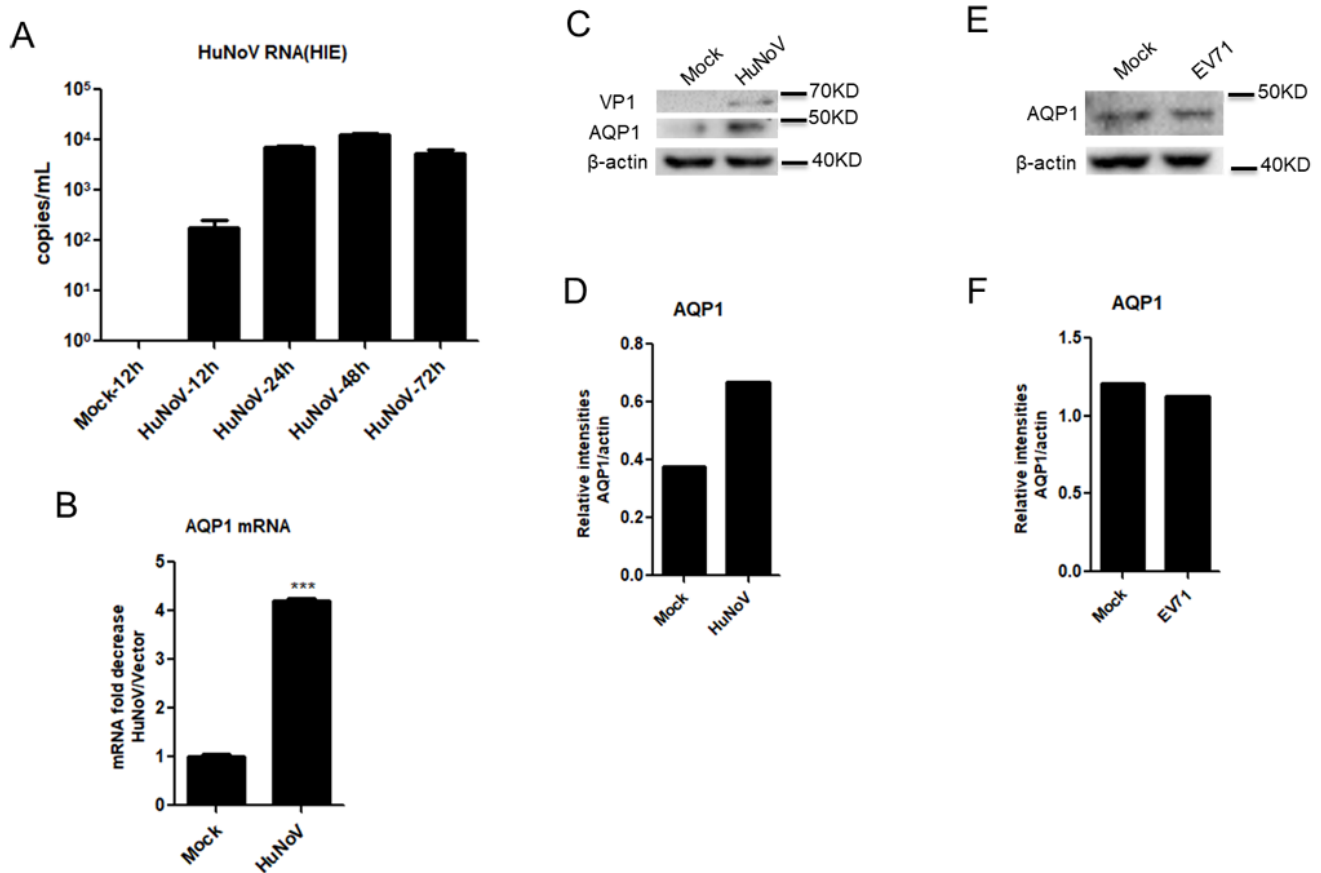 A
HuNoV RNA(HIE)
copies/mL
10⁵
10⁴
10³
10²
10¹
10⁰
Mock-12h
HuNoV-12h
HuNoV-24h
HuNoV-48h
HuNoV-72h
B
AQP1 mRNA
mRNA fold decrease
HuNoV/Vector
5
4
3
2
1
0
***
Mock
HuNoV
C
Mock
HuNoV
VP1
70KD
AQP1
50KD
β-actin
40KD
D
AQP1
Relative intensities
AQP1/actin
0.8
0.6
0.4
0.2
0.0
Mock
HuNoV
E
Mock
EV71
AQP1
50KD
β-actin
40KD
F
AQP1
Relative intensities
AQP1/actin
1.5
1.0
0.5
0.0
Mock
EV71